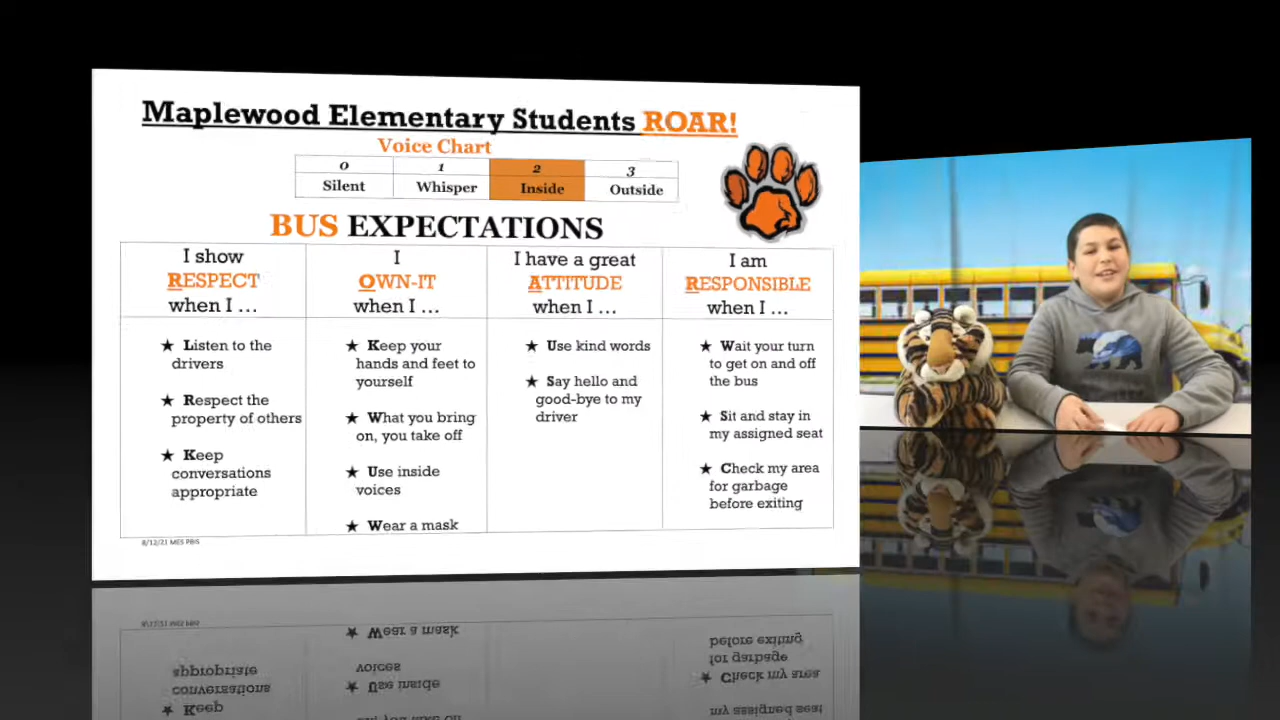 Maplewood Elementary Students ROAR!
Voice Chart
0 1 2 3
Silent Whisper Inside Outside
BUS EXPECTATIONS
I show
RESPECT
when I ...
★ Listen to the
drivers
★ Respect the
property of others
★ Keep
conversations
appropriate
I
OWN-IT
when I ...
★ Keep your
hands and feet to
yourself
★ What you bring
on, you take off
★ Use inside
voices
★ Wear a mask
I have a great
ATTITUDE
when I ...
★ Use kind words
★ Say hello and
good-bye to my
driver
I am
RESPONSIBLE
when I ...
★ Wait your turn
to get on and off
the bus
★ Sit and stay in
my assigned seat
★ Check my area
for garbage
before exiting
8/12/21 MES PBIS